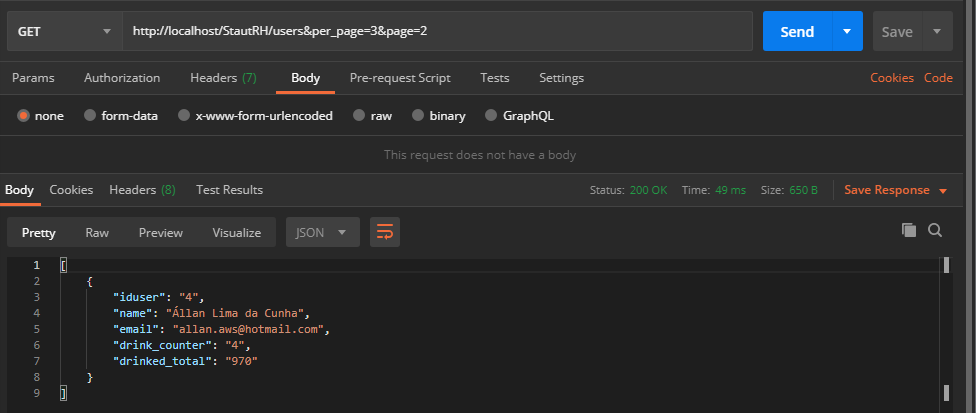 GET http://localhost/StautRH/users&per_page=3&page=2 Send Save
Params Authorization Headers (7) Body Pre-request Script Tests Settings Cookies Code
none form-data x-www-form-urlencoded raw binary GraphQL
This request does not have a body
Body Cookies Headers (8) Test Results Status: 200 OK Time: 49 ms Size: 650 B Save Response
Pretty Raw Preview Visualize JSON
1 [
2 {
3 "iduser": "4",
4 "name": "Állan Lima da Cunha",
5 "email": "allan.aws@hotmail.com",
6 "drink_counter": "4",
7 "drinked_total": "970"
8 }
9 ]